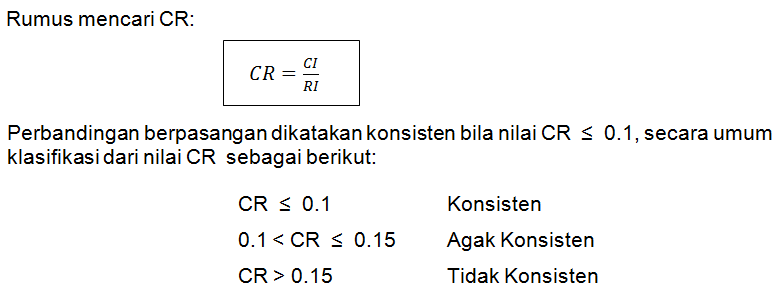 Rumus mencari CR:
CR = CI/RI
Perbandingan berpasangan dikatakan konsisten bila nilai CR ≤ 0.1, secara umum
klasifikasi dari nilai CR sebagai berikut:
CR ≤ 0.1 Konsisten
0.1 < CR ≤ 0.15 Agak Konsisten
CR > 0.15 Tidak Konsisten